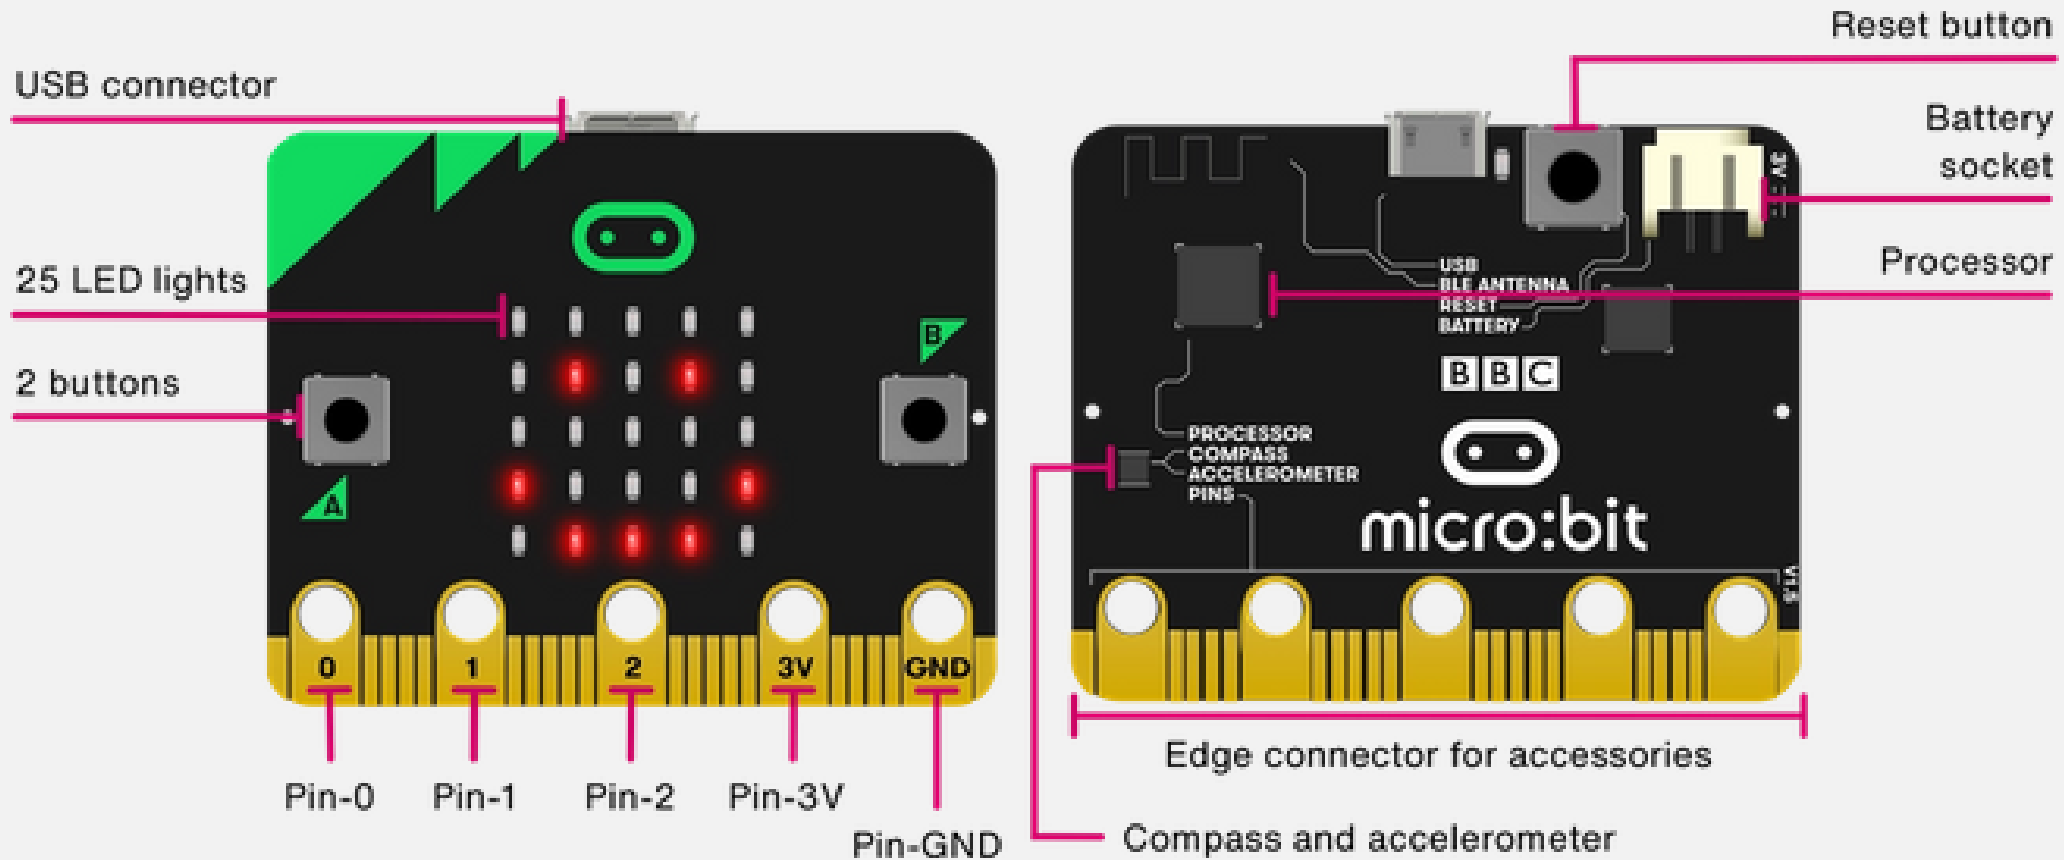 USB connector
25 LED lights
2 buttons
A
B
0
1
2
3V
GND
Pin-0
Pin-1
Pin-2
Pin-3V
Pin-GND
Reset button
Battery
socket
Processor
3V
USB
BLE ANTENNA
RESET
BATTERY
BBC
PROCESSOR
COMPASS
ACCELEROMETER
PINS
micro:bit
V1.5
Edge connector for accessories
Compass and accelerometer